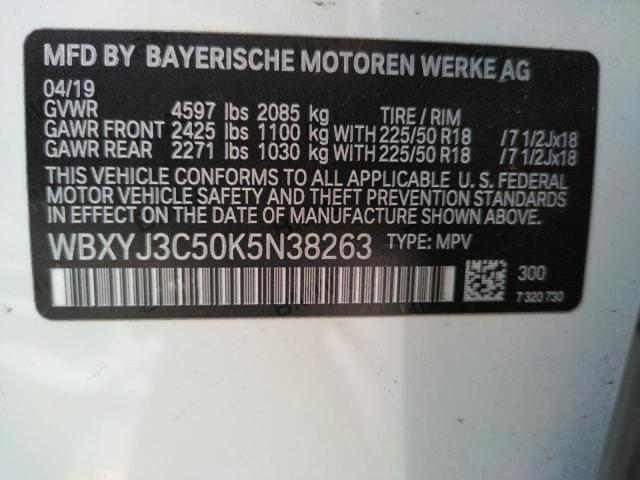 MFD BY BAYERISCHE MOTOREN WERKE AG
04/19
GVWR 4597 lbs 2085 kg TIRE / RIM
GAWR FRONT 2425 lbs 1100 kg WITH 225/50 R18 /7 1/2Jx18
GAWR REAR 2271 lbs 1030 kg WITH 225/50 R18 /7 1/2Jx18
THIS VEHICLE CONFORMS TO ALL APPLICABLE U. S. FEDERAL
MOTOR VEHICLE SAFETY AND THEFT PREVENTION STANDARDS
IN EFFECT ON THE DATE OF MANUFACTURE SHOWN ABOVE.
WBXYJ3C50K5N38263 TYPE: MPV
300
7 320 730